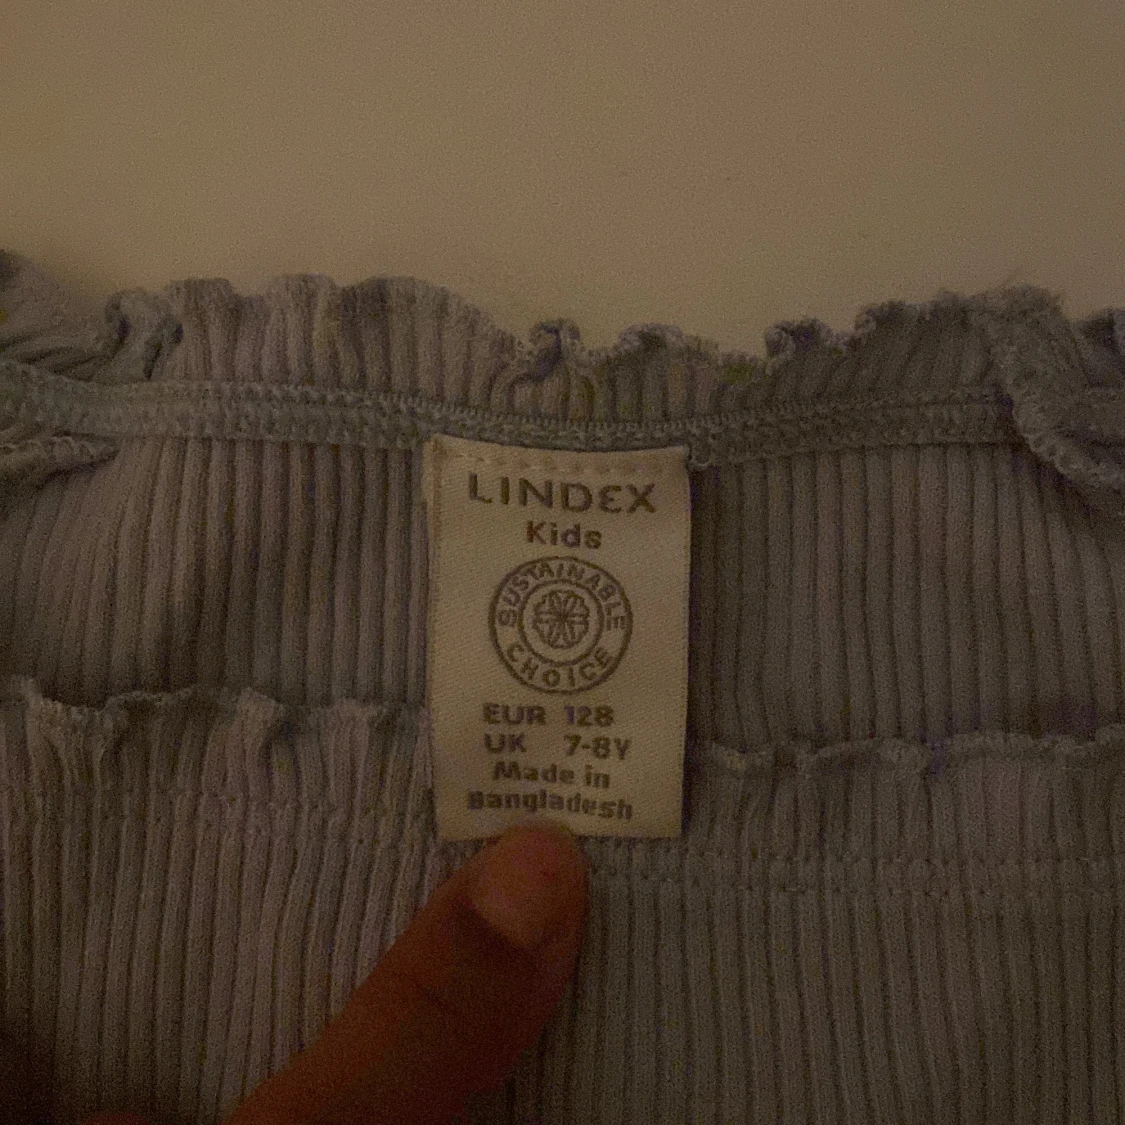 LINDEX
Kids
SUSTAINABLE
CHOICE
EUR 128
UK 7-8Y
Made in
Bangladesh